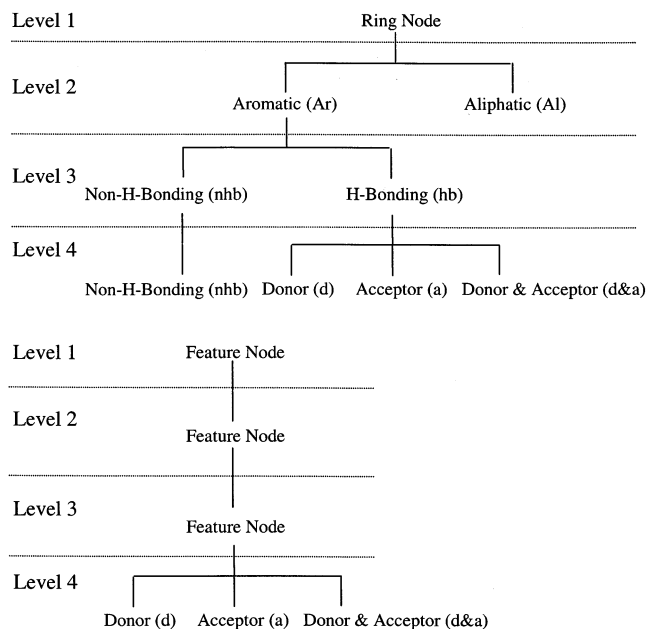 Level 1 Ring Node
Level 2
Aromatic (Ar) Aliphatic (Al)
Level 3
Non-H-Bonding (nhb) H-Bonding (hb)
Level 4
Non-H-Bonding (nhb) Donor (d) Acceptor (a) Donor & Acceptor (d&a)
Level 1 Feature Node
Level 2
Feature Node
Level 3
Feature Node
Level 4
Donor (d) Acceptor (a) Donor & Acceptor (d&a)